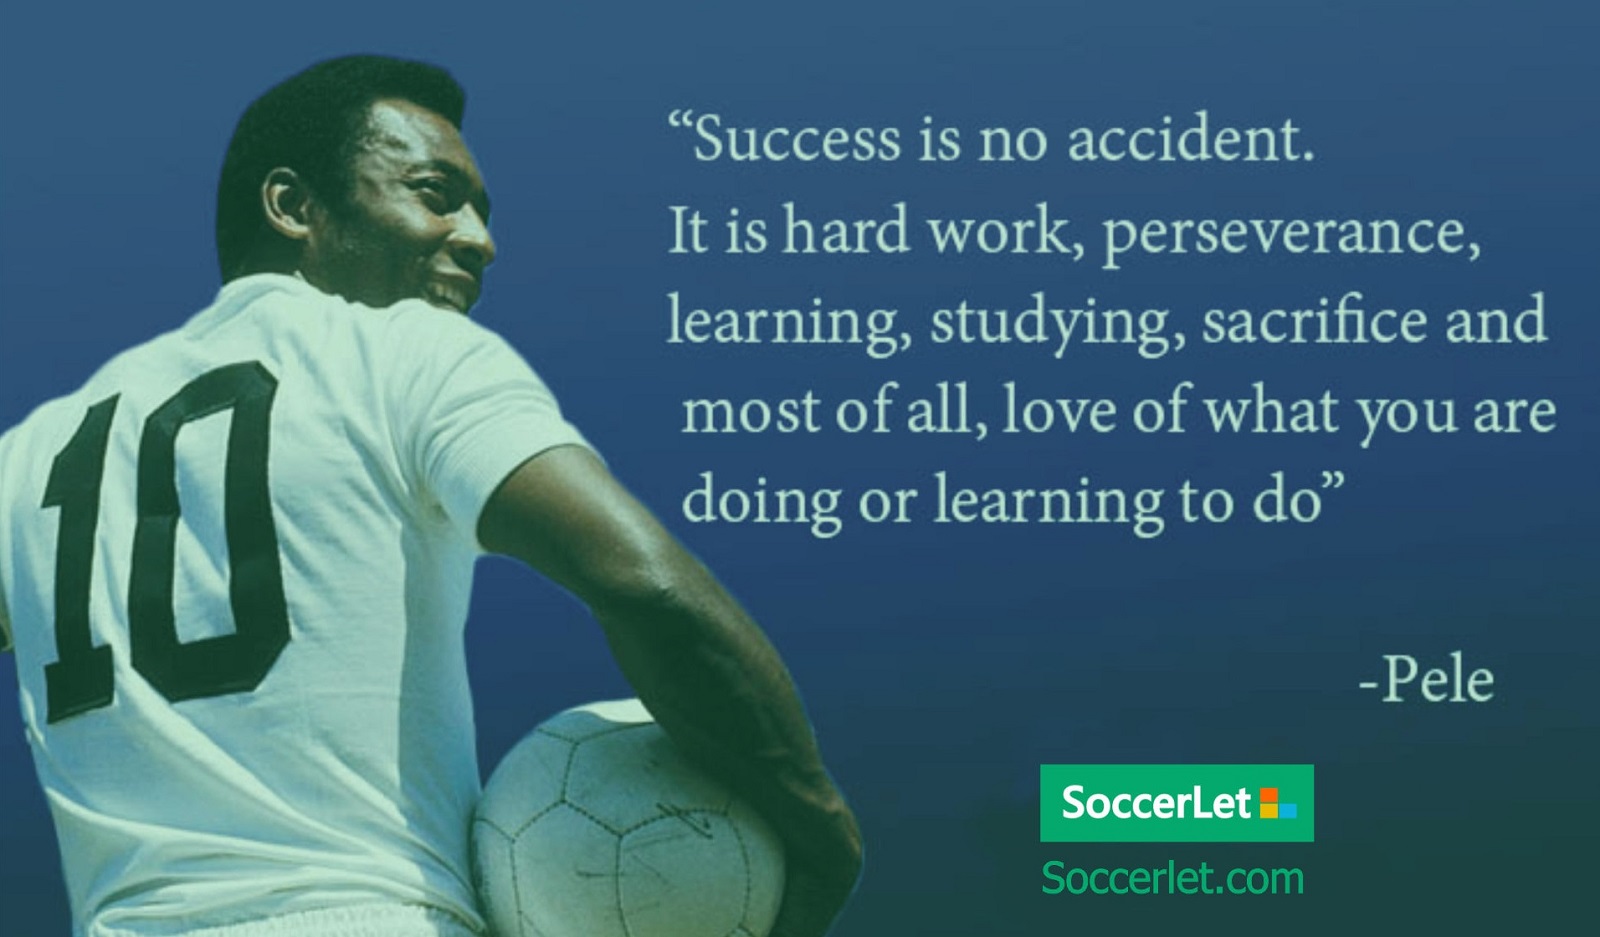 10
“Success is no accident.
It is hard work, perseverance,
learning, studying, sacrifice and
most of all, love of what you are
doing or learning to do”
-Pele
SoccerLet
Soccerlet.com